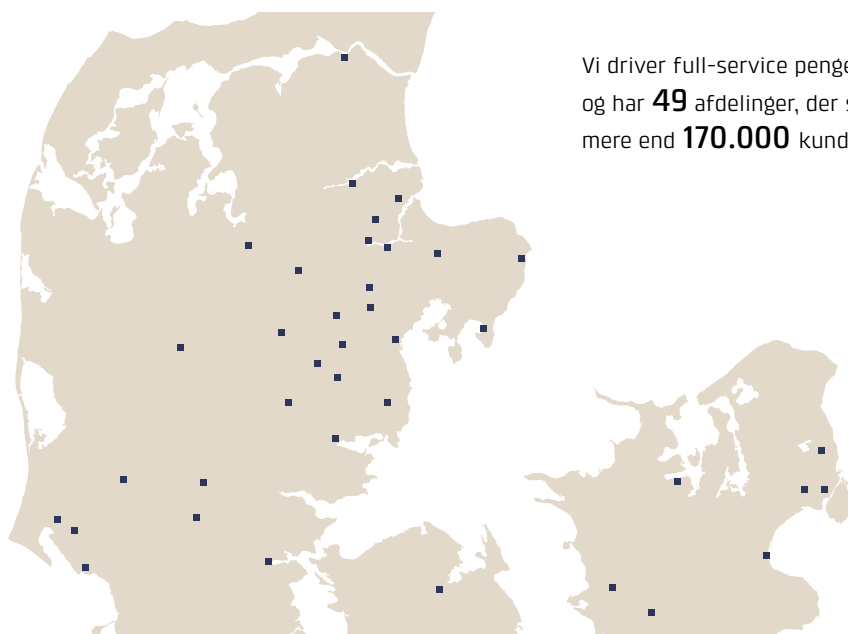 Vi driver full-service penge
og har 49 afdelinger, der s
mere end 170.000 kund